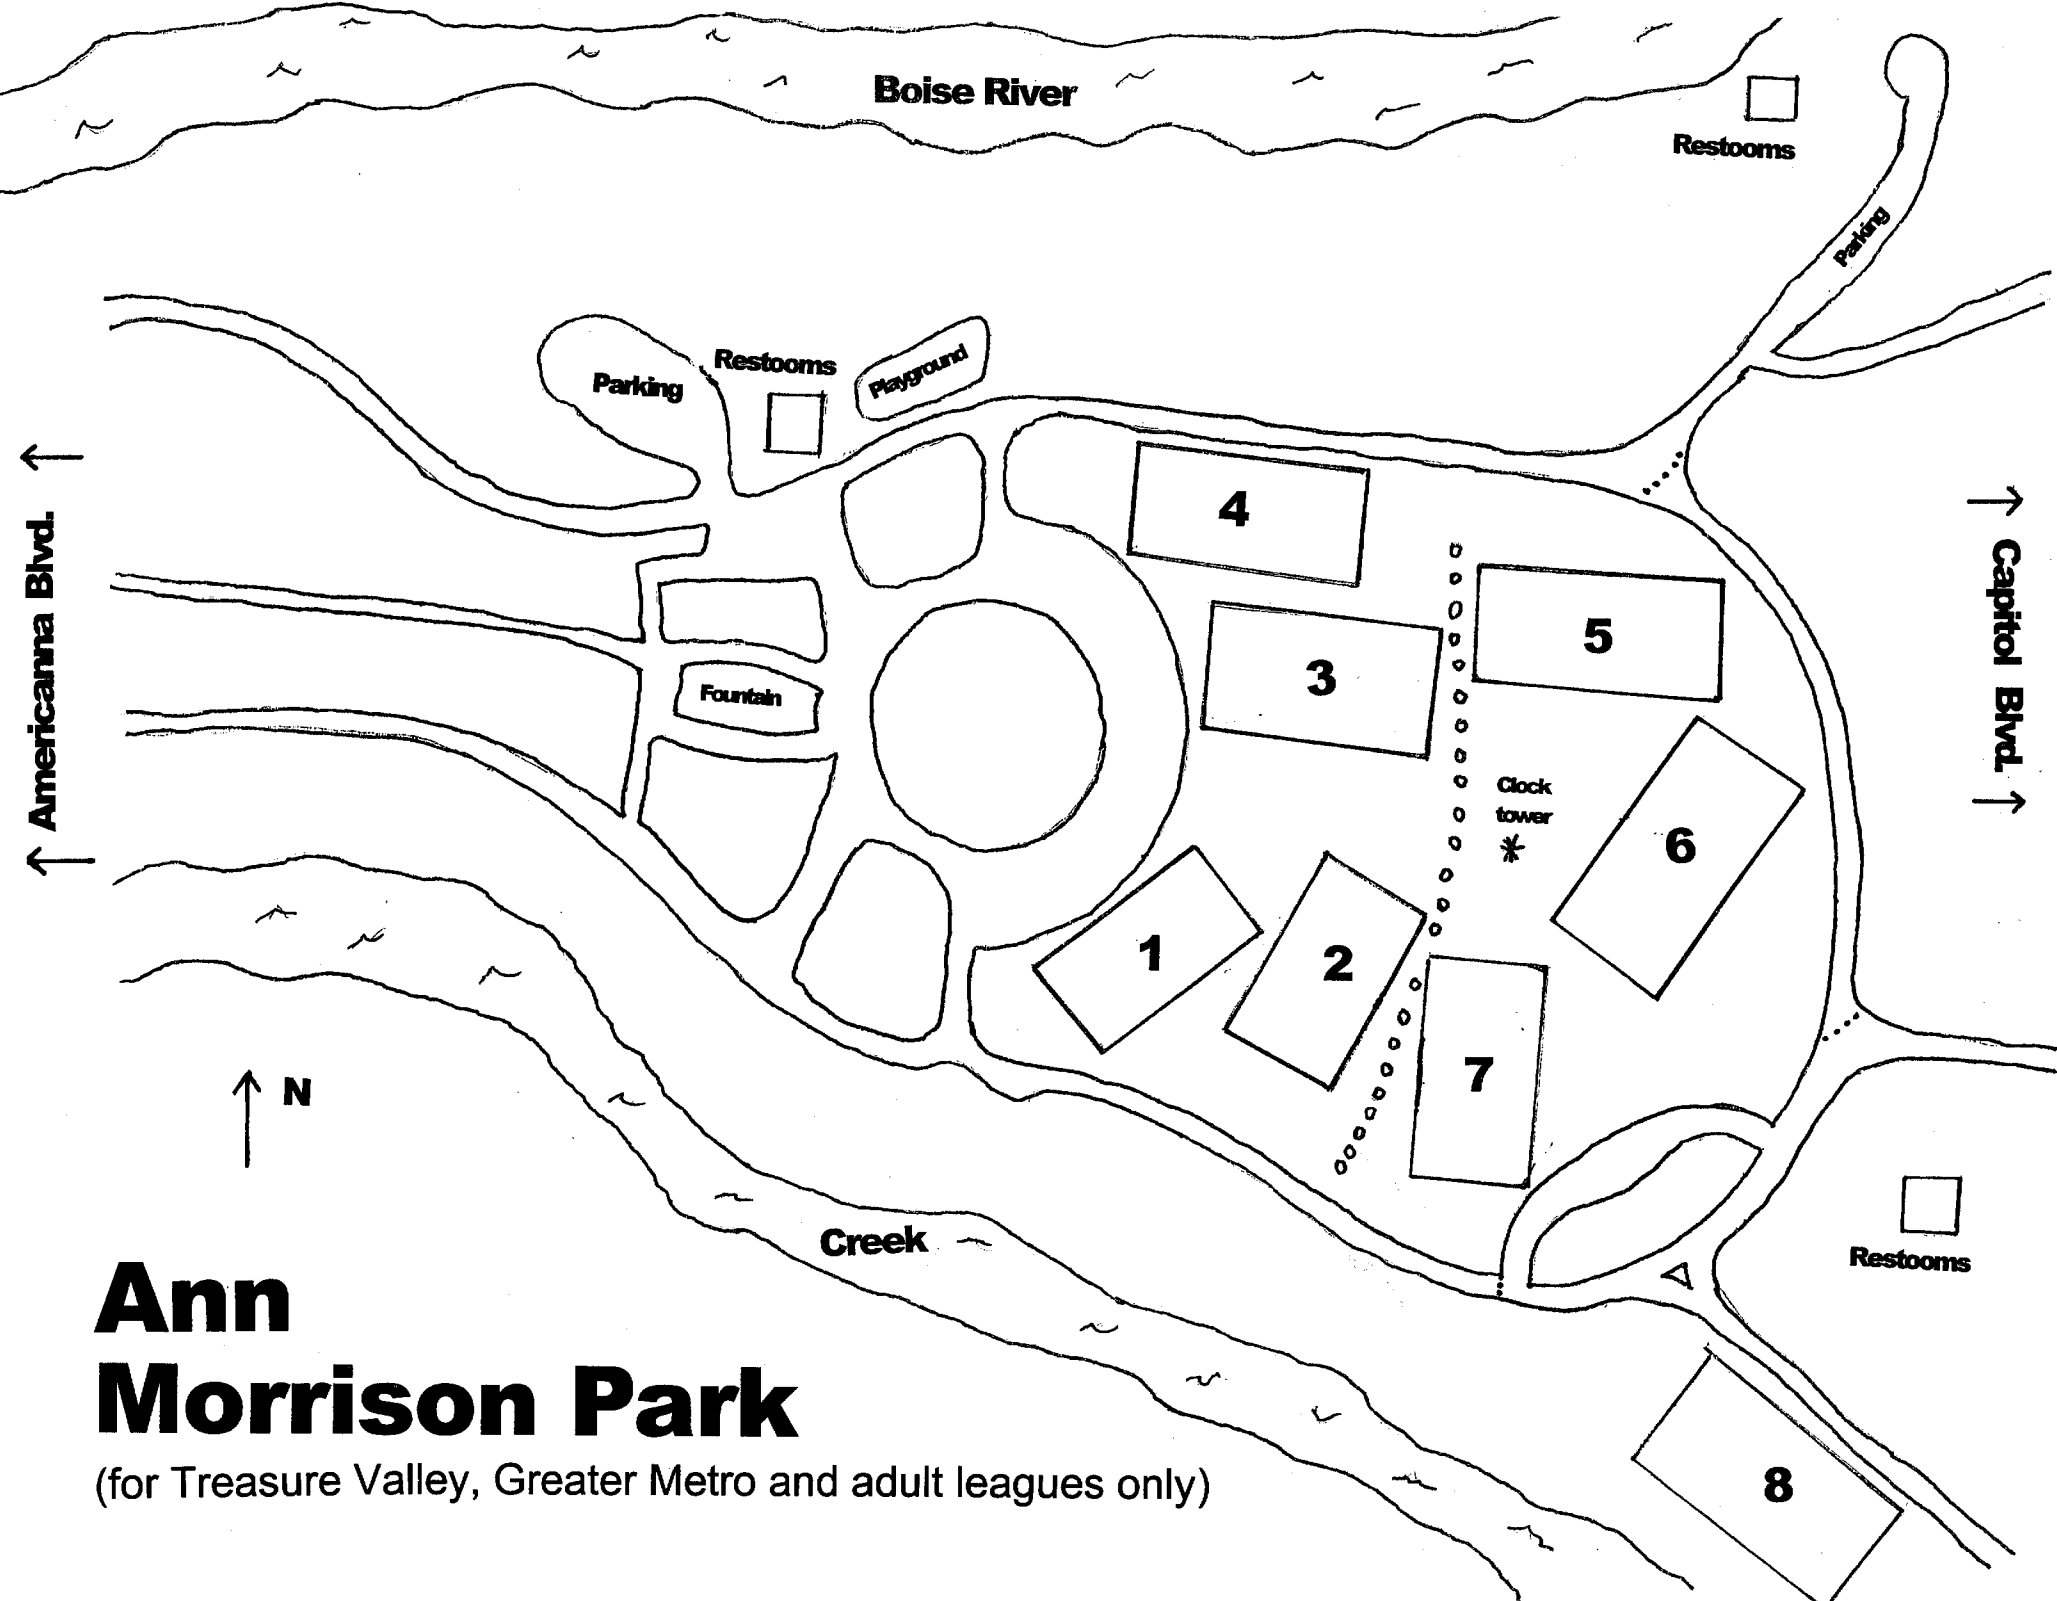 Boise River
Restooms
Parking
Restooms
Playground
Parking
4
Americanna Blvd.
5
Capitol Blvd.
3
Fountain
Clock
tower
6
1
2
7
N
Creek
Restooms
Ann
Morrison Park
(for Treasure Valley, Greater Metro and adult leagues only)
8